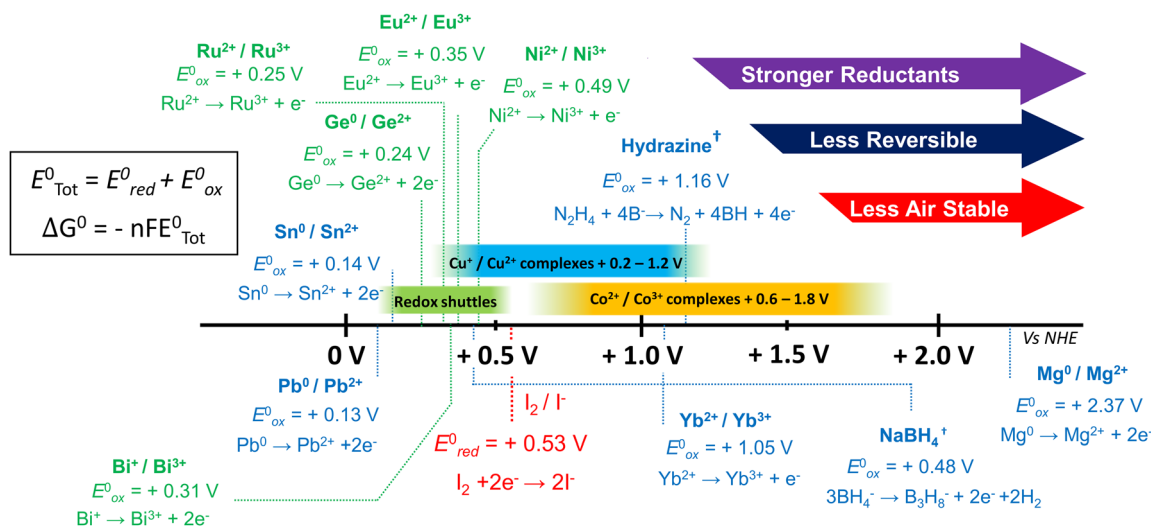 Eu²⁺ / Eu³⁺
E⁰ₒₓ = + 0.35 V
Eu²⁺ → Eu³⁺ + e⁻
Ru²⁺ / Ru³⁺
E⁰ₒₓ = + 0.25 V
Ru²⁺ → Ru³⁺ + e⁻
Ni²⁺ / Ni³⁺
E⁰ₒₓ = + 0.49 V
Ni²⁺ → Ni³⁺ + e⁻
Stronger Reductants
Less Reversible
Less Air Stable
Ge⁰ / Ge²⁺
E⁰ₒₓ = + 0.24 V
Ge⁰ → Ge²⁺ + 2e⁻
Hydrazine†
E⁰ₒₓ = + 1.16 V
N₂H₄ + 4B⁻→ N₂ + 4BH + 4e⁻
E⁰_Tot = E⁰_red + E⁰ₒₓ
ΔG⁰ = - nFE⁰_Tot
Sn⁰ / Sn²⁺
E⁰ₒₓ = + 0.14 V
Sn⁰ → Sn²⁺ + 2e⁻
Cu⁺ / Cu²⁺ complexes + 0.2 – 1.2 V
Redox shuttles
Co²⁺ / Co³⁺ complexes + 0.6 – 1.8 V
0 V
+ 0.5 V
+ 1.0 V
+ 1.5 V
+ 2.0 V
Vs NHE
Pb⁰ / Pb²⁺
E⁰ₒₓ = + 0.13 V
Pb⁰ → Pb²⁺ +2e⁻
I₂ / I⁻
E⁰_red = + 0.53 V
I₂ +2e⁻ → 2I⁻
Yb²⁺ / Yb³⁺
E⁰ₒₓ = + 1.05 V
Yb²⁺ → Yb³⁺ + e⁻
NaBH₄†
E⁰ₒₓ = + 0.48 V
3BH₄⁻ → B₃H₈⁻ + 2e⁻ +2H₂
Mg⁰ / Mg²⁺
E⁰ₒₓ = + 2.37 V
Mg⁰ → Mg²⁺ + 2e⁻
Bi⁺ / Bi³⁺
E⁰ₒₓ = + 0.31 V
Bi⁺ → Bi³⁺ + 2e⁻